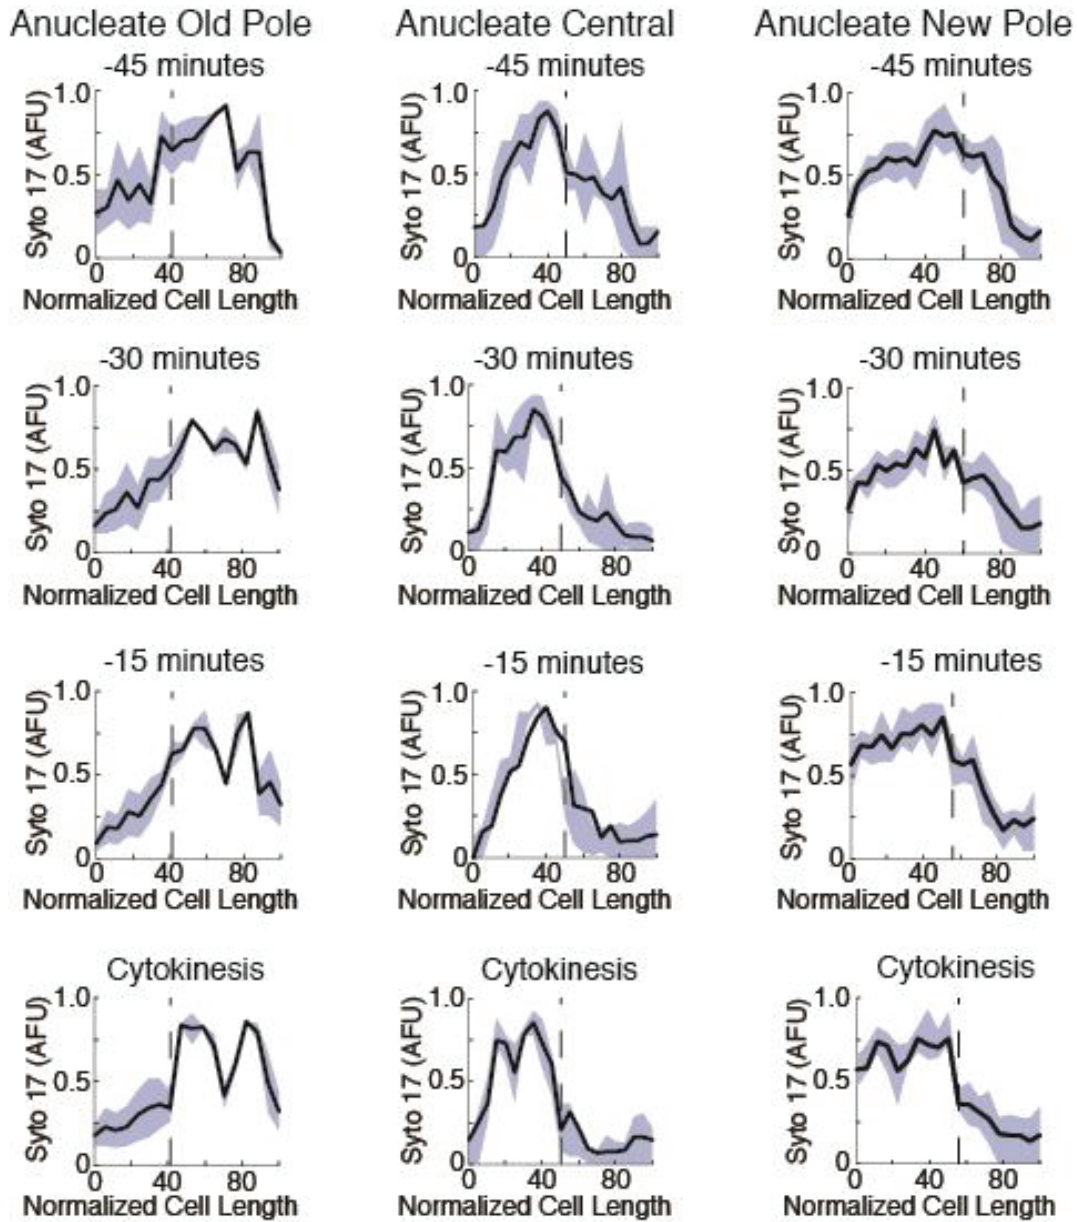 Anucleate Old Pole Anucleate Central Anucleate New Pole
-45 minutes -45 minutes -45 minutes
Syto 17 (AFU) Syto 17 (AFU) Syto 17 (AFU)
1.0 1.0 1.0
0.5 0.5 0.5
0 0 0
0 40 80 0 40 80 0 40 80
Normalized Cell Length Normalized Cell Length Normalized Cell Length
-30 minutes -30 minutes -30 minutes
Syto 17 (AFU) Syto 17 (AFU) Syto 17 (AFU)
1.0 1.0 1.0
0.5 0.5 0.5
0 0 0
0 40 80 0 40 80 0 40 80
Normalized Cell Length Normalized Cell Length Normalized Cell Length
-15 minutes -15 minutes -15 minutes
Syto 17 (AFU) Syto 17 (AFU) Syto 17 (AFU)
1.0 1.0 1.0
0.5 0.5 0.5
0 0 0
0 40 80 0 40 80 0 40 80
Normalized Cell Length Normalized Cell Length Normalized Cell Length
Cytokinesis Cytokinesis Cytokinesis
Syto 17 (AFU) Syto 17 (AFU) Syto 17 (AFU)
1.0 1.0 1.0
0.5 0.5 0.5
0 0 0
0 40 80 0 40 80 0 40 80
Normalized Cell Length Normalized Cell Length Normalized Cell Length